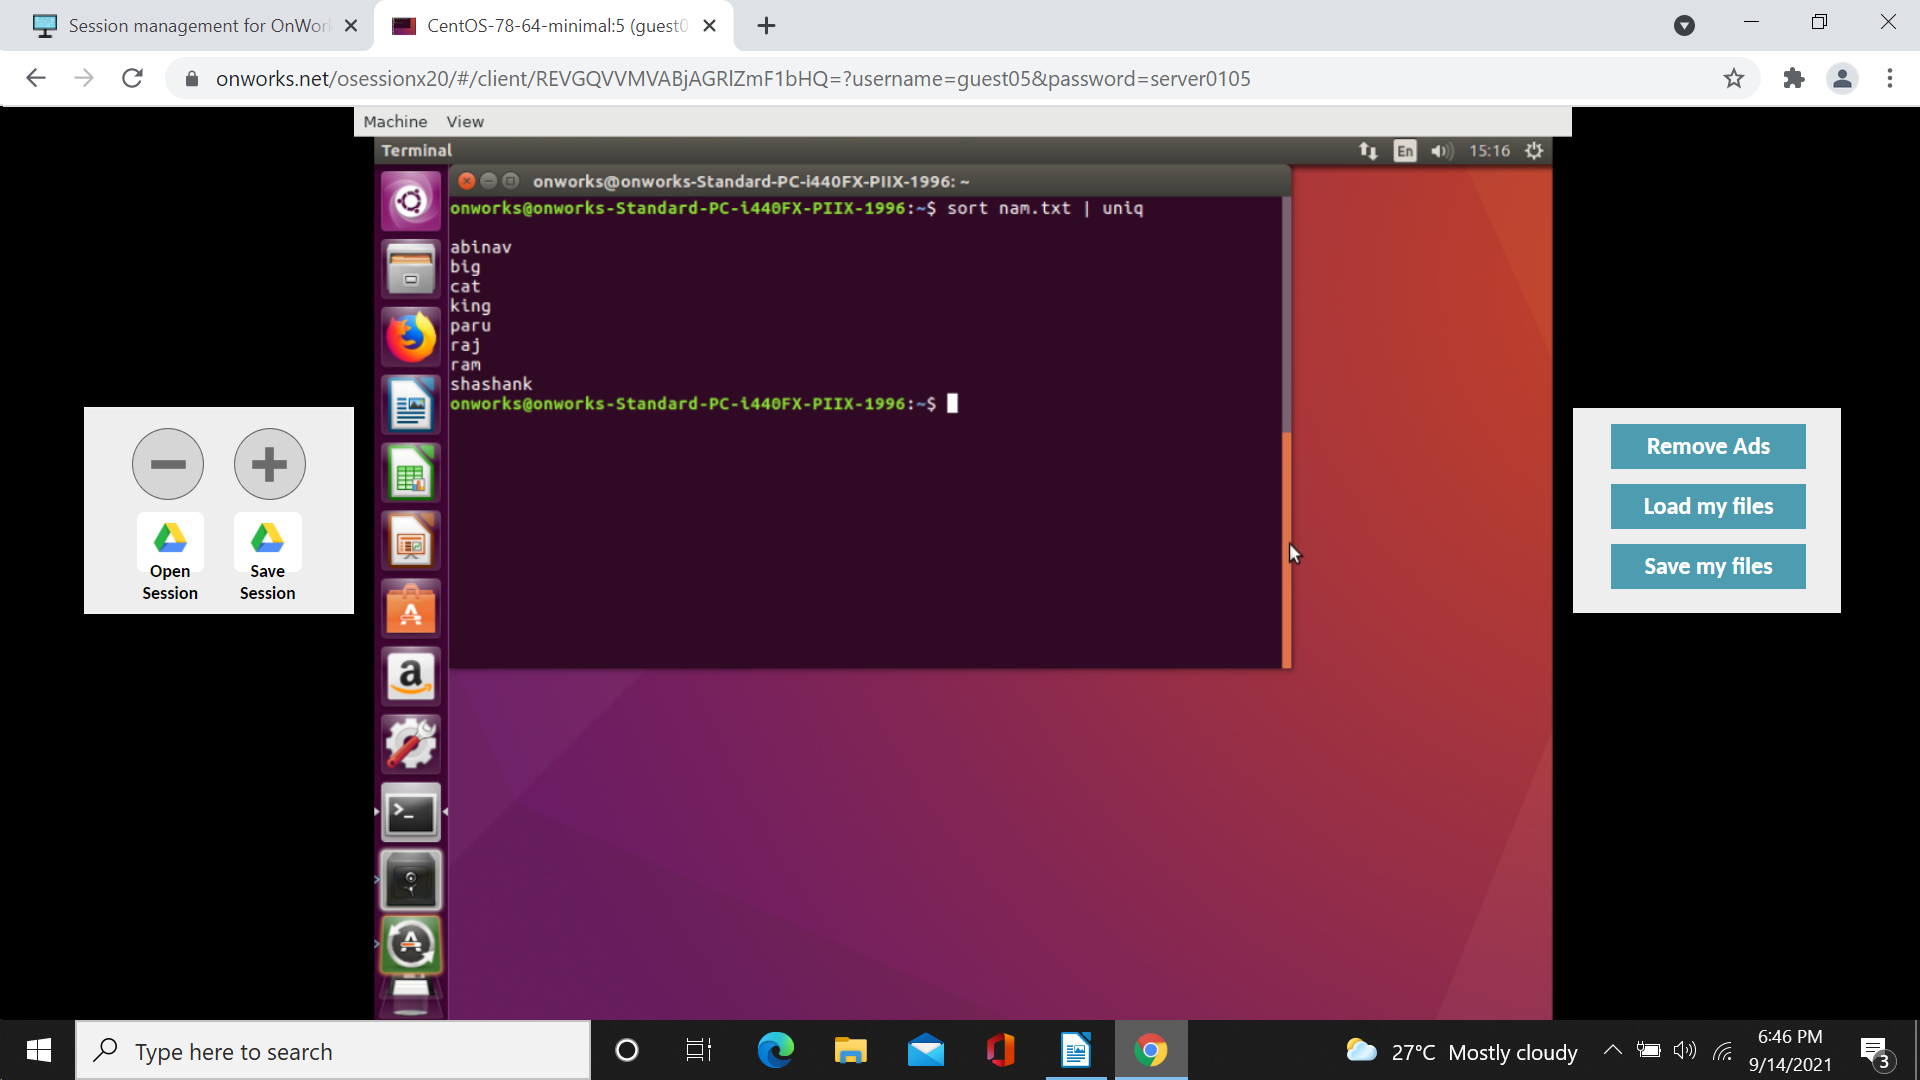 Session management for OnWor
CentOS-78-64-minimal:5 (guest0
onworks.net/osessionx20/#/client/REVGQVVMVABjAGRlZmF1bHQ=?username=guest05&password=server0105
Machine View
Terminal
En
15:16
onworks@onworks-Standard-PC-i440FX-PIIX-1996: ~
onworks@onworks-Standard-PC-i440FX-PIIX-1996:~$ sort nam.txt | uniq
abinav
big
cat
king
paru
raj
ram
shashank
onworks@onworks-Standard-PC-i440FX-PIIX-1996:~$
Open Session
Save Session
Remove Ads
Load my files
Save my files
Type here to search
27°C Mostly cloudy
6:46 PM
9/14/2021
3